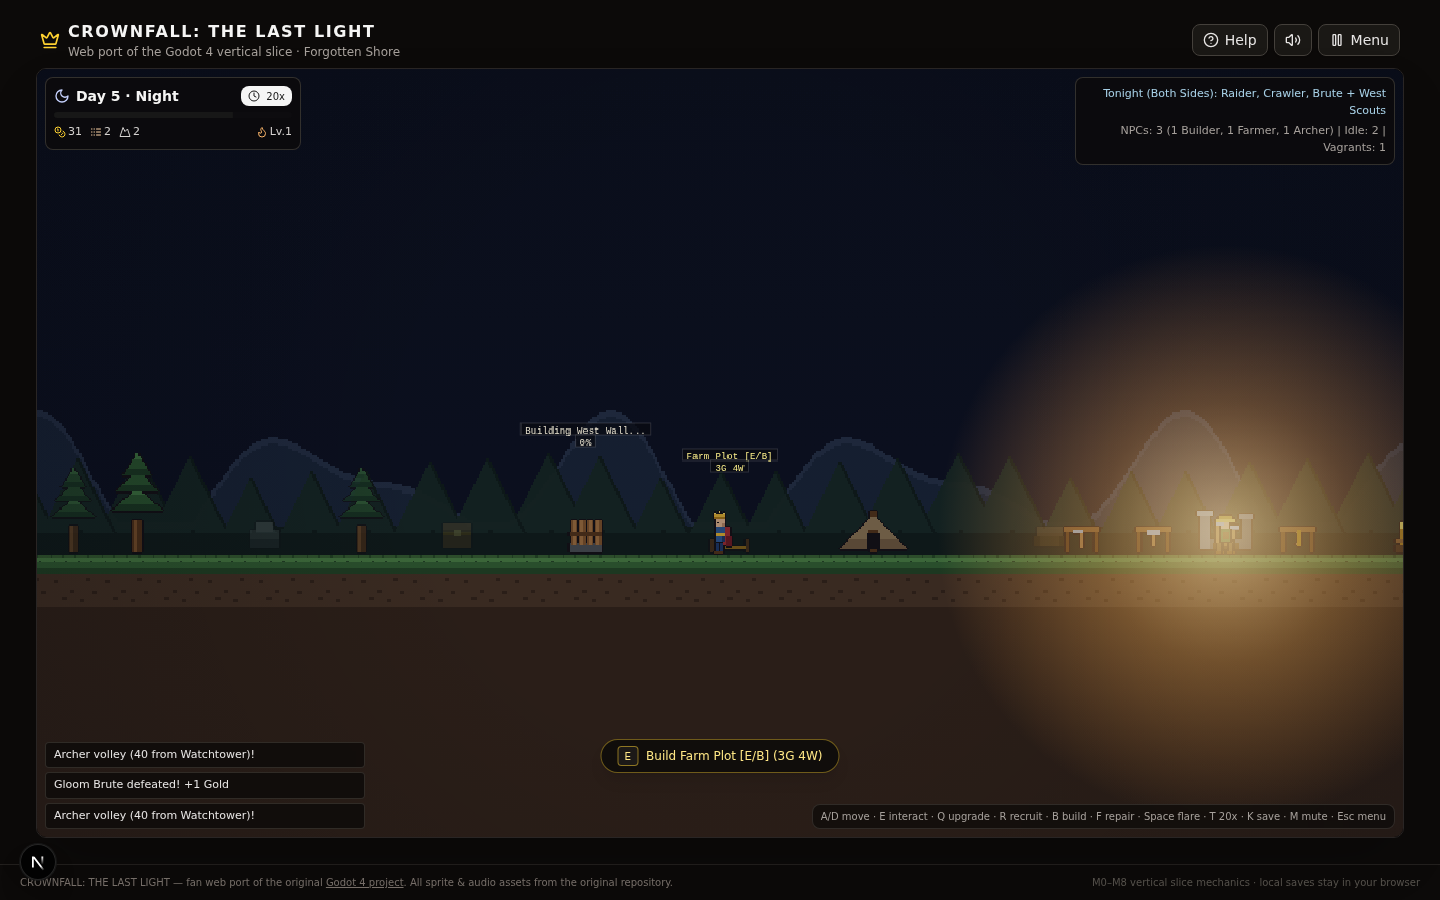 CROWNFALL: THE LAST LIGHT
Web port of the Godot 4 vertical slice · Forgotten Shore
Help
Menu
Day 5 · Night
20x
31 2 2 Lv.1
Tonight (Both Sides): Raider, Crawler, Brute + West
Scouts
NPCs: 3 (1 Builder, 1 Farmer, 1 Archer) | Idle: 2 |
Vagrants: 1
Building West Wall...
0%
Farm Plot [E/B]
3G 4W
Archer volley (40 from Watchtower)!
Gloom Brute defeated! +1 Gold
Archer volley (40 from Watchtower)!
E Build Farm Plot [E/B] (3G 4W)
A/D move · E interact · Q upgrade · R recruit · B build · F repair · Space flare · T 20x · K save · M mute · Esc menu
N
CROWNFALL: THE LAST LIGHT — fan web port of the original Godot 4 project. All sprite & audio assets from the original repository.
M0–M8 vertical slice mechanics · local saves stay in your browser